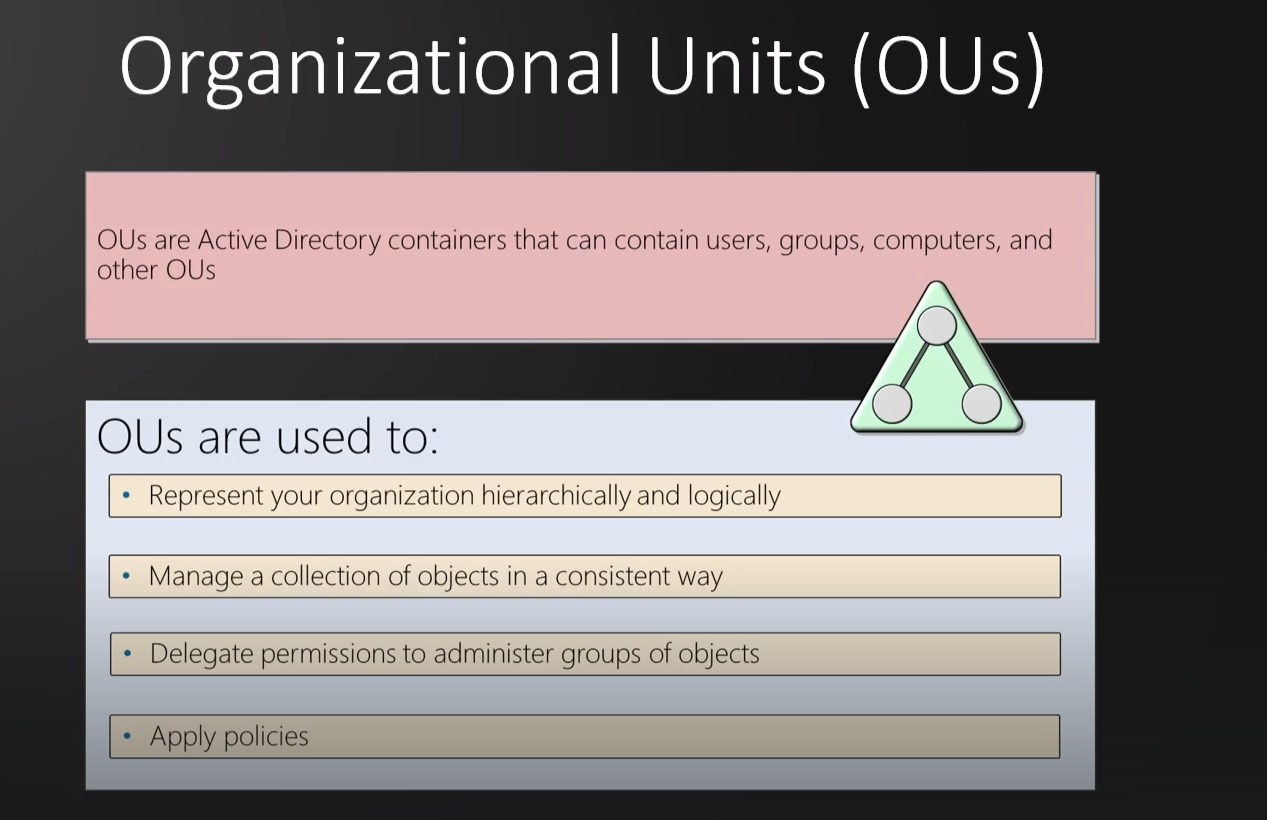 Organizational Units (OUs)
OUs are Active Directory containers that can contain users, groups, computers, and
other OUs
OUs are used to:
• Represent your organization hierarchically and logically
• Manage a collection of objects in a consistent way
• Delegate permissions to administer groups of objects
• Apply policies